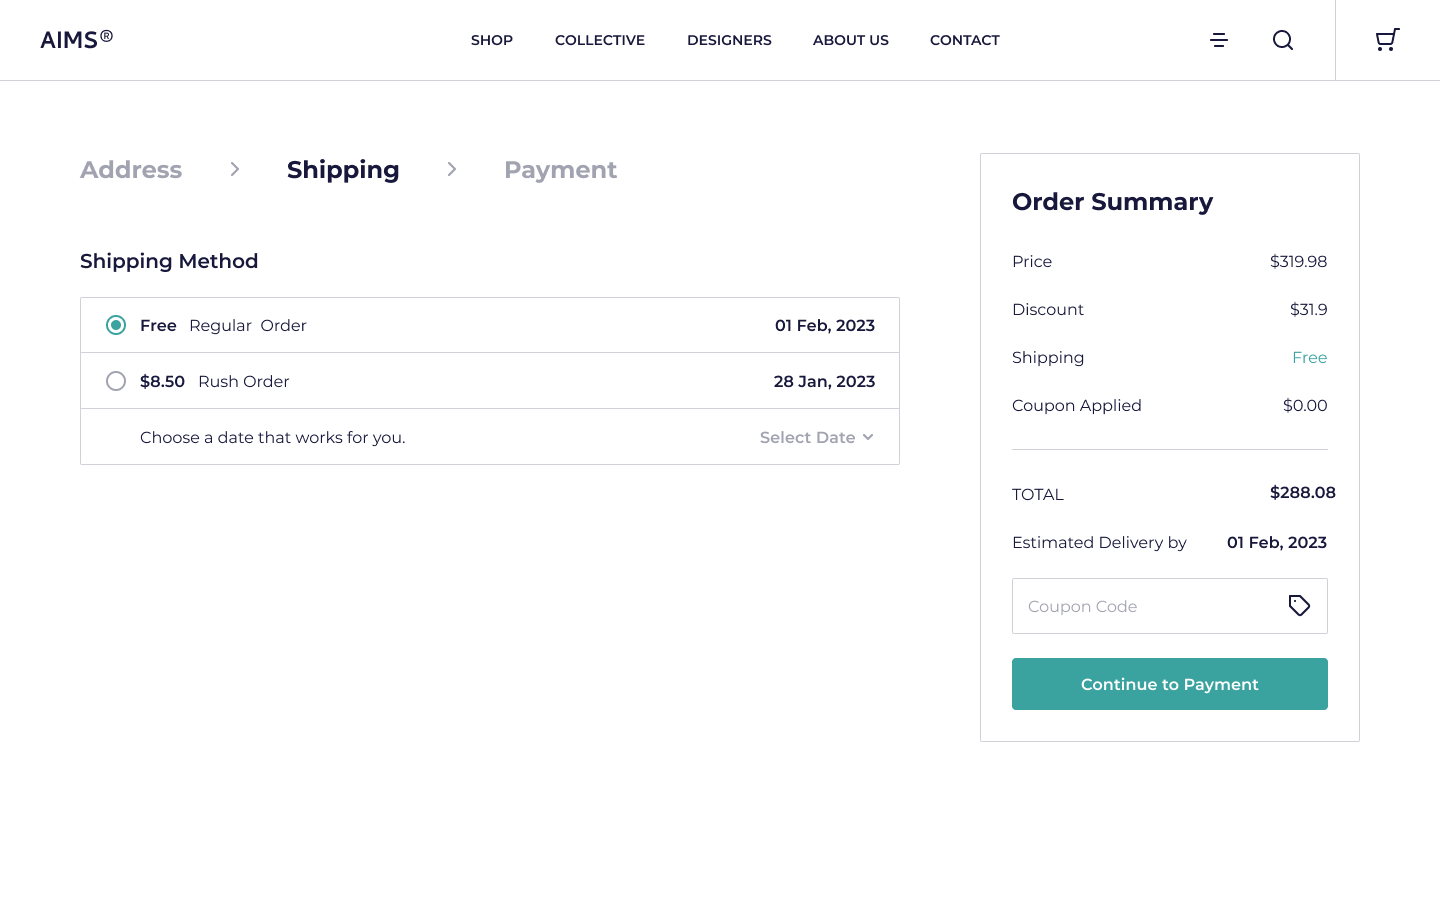 AIMS®
SHOP COLLECTIVE DESIGNERS ABOUT US CONTACT
Address Shipping Payment
Shipping Method
Free Regular Order 01 Feb, 2023
$8.50 Rush Order 28 Jan, 2023
Choose a date that works for you. Select Date
Order Summary
Price $319.98
Discount $31.9
Shipping Free
Coupon Applied $0.00
TOTAL $288.08
Estimated Delivery by 01 Feb, 2023
Coupon Code
Continue to Payment